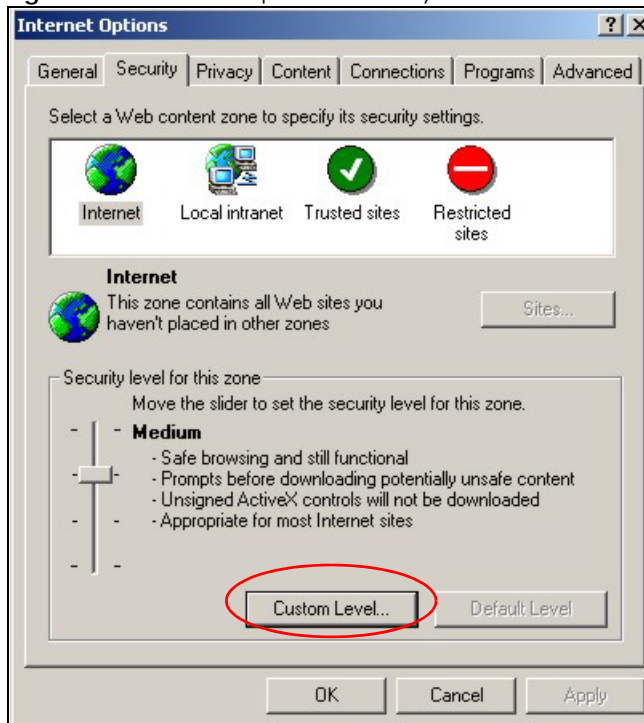 Internet Options
General Security Privacy Content Connections Programs Advanced
Select a Web content zone to specify its security settings.
Internet Local intranet Trusted sites Restricted
sites
Internet
This zone contains all Web sites you
haven't placed in other zones
Sites...
Security level for this zone
Move the slider to set the security level for this zone.
Medium
- Safe browsing and still functional
- Prompts before downloading potentially unsafe content
- Unsigned ActiveX controls will not be downloaded
- Appropriate for most Internet sites
Custom Level... Default Level
OK Cancel Apply